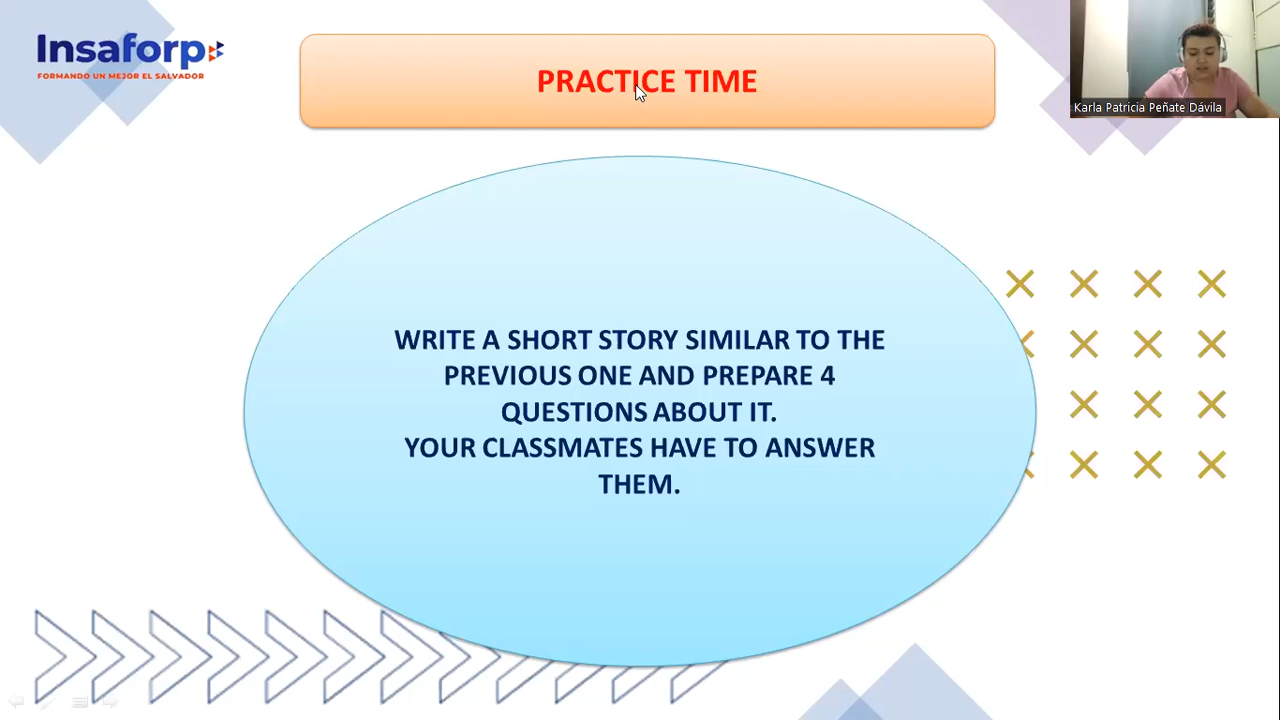 Insaforp
FORMANDO UN MEJOR EL SALVADOR
PRACTICE TIME
Karla Patricia Peñate Dávila
WRITE A SHORT STORY SIMILAR TO THE
PREVIOUS ONE AND PREPARE 4
QUESTIONS ABOUT IT.
YOUR CLASSMATES HAVE TO ANSWER
THEM.